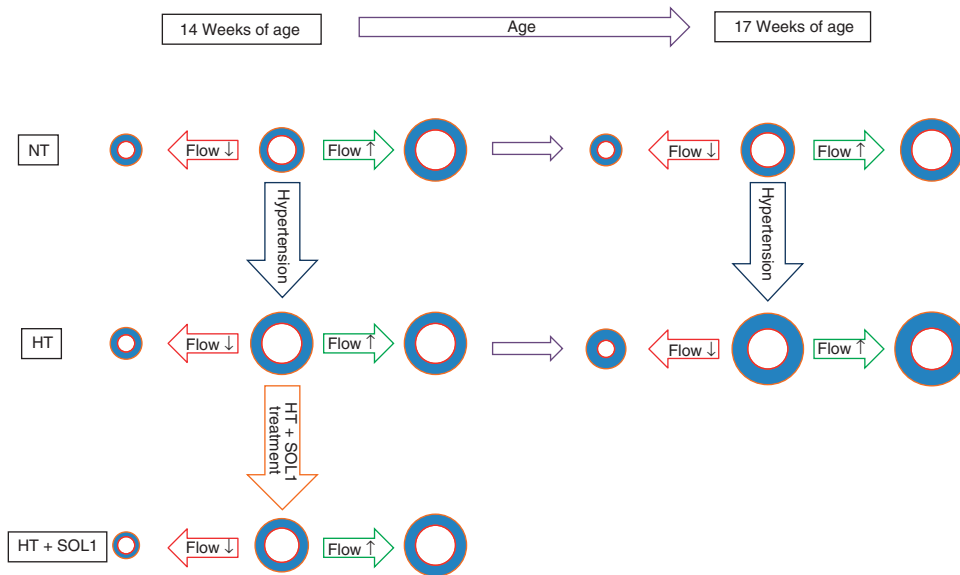 14 Weeks of age
Age
17 Weeks of age
NT
Flow ↓
Flow ↑
Flow ↓
Flow ↑
Hypertension
Hypertension
HT
Flow ↓
Flow ↑
Flow ↓
Flow ↑
HT + SOL1
treatment
HT + SOL1
Flow ↓
Flow ↑